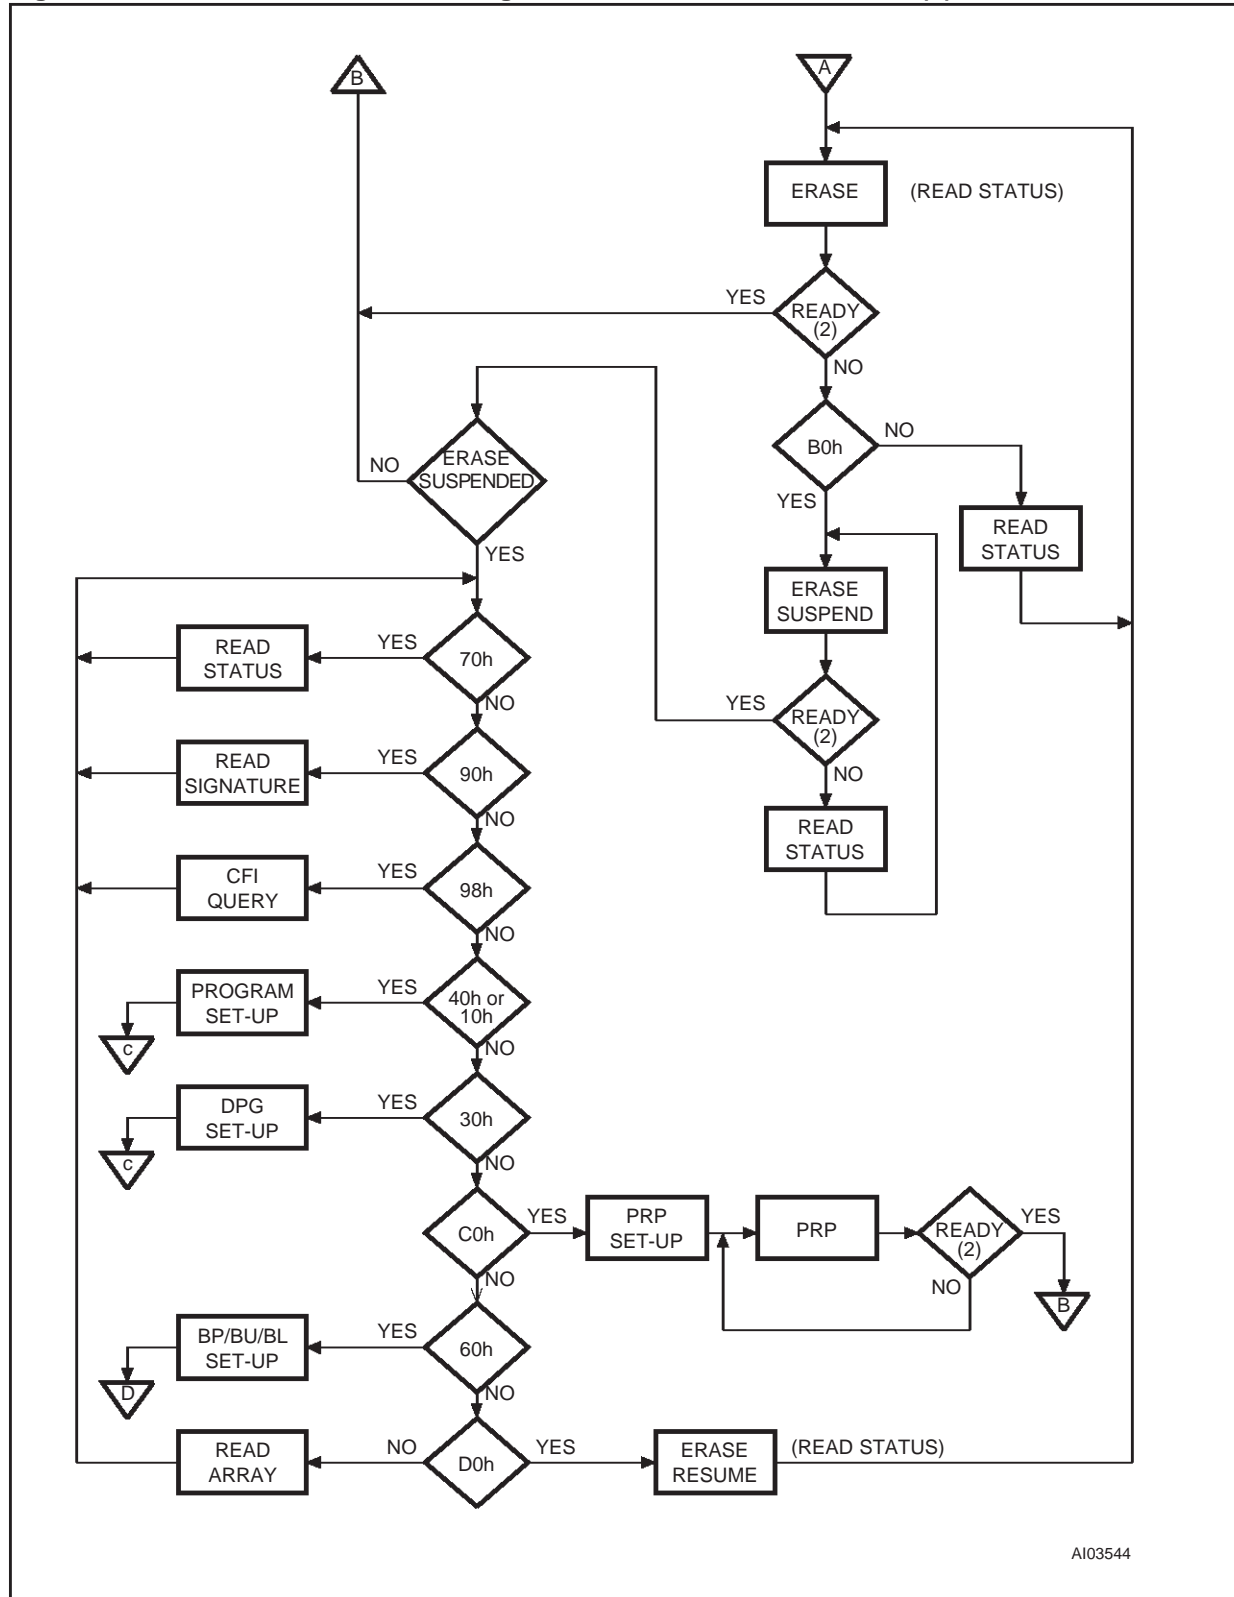 B
A
ERASE
(READ STATUS)
YES
READY
(2)
NO
B0h
NO
YES
ERASE
SUSPENDED
NO
YES
READ
STATUS
ERASE
SUSPEND
READ
STATUS
YES
70h
NO
YES
READY
(2)
NO
READ
SIGNATURE
YES
90h
NO
READ
STATUS
CFI
QUERY
YES
98h
NO
PROGRAM
SET-UP
YES
40h or
10h
NO
c
DPG
SET-UP
YES
30h
NO
c
C0h
YES
PRP
SET-UP
PRP
READY
(2)
YES
NO
NO
B
BP/BU/BL
SET-UP
YES
60h
NO
D
READ
ARRAY
NO
D0h
YES
ERASE
RESUME
(READ STATUS)
AI03544